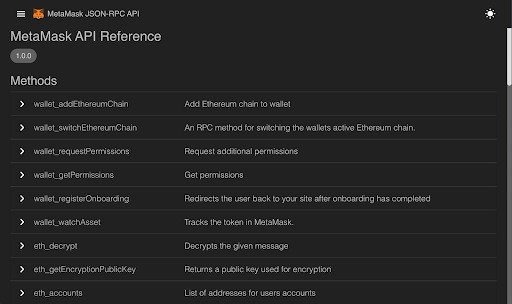 MetaMask JSON-RPC API
MetaMask API Reference
1.0.0
Methods
wallet_addEthereumChain Add Ethereum chain to wallet
wallet_switchEthereumChain An RPC method for switching the wallets active Ethereum chain.
wallet_requestPermissions Request additional permissions
wallet_getPermissions Get permissions
wallet_registerOnboarding Redirects the user back to your site after onboarding has completed
wallet_watchAsset Tracks the token in MetaMask.
eth_decrypt Decrypts the given message
eth_getEncryptionPublicKey Returns a public key used for encryption
eth_accounts List of addresses for users accounts